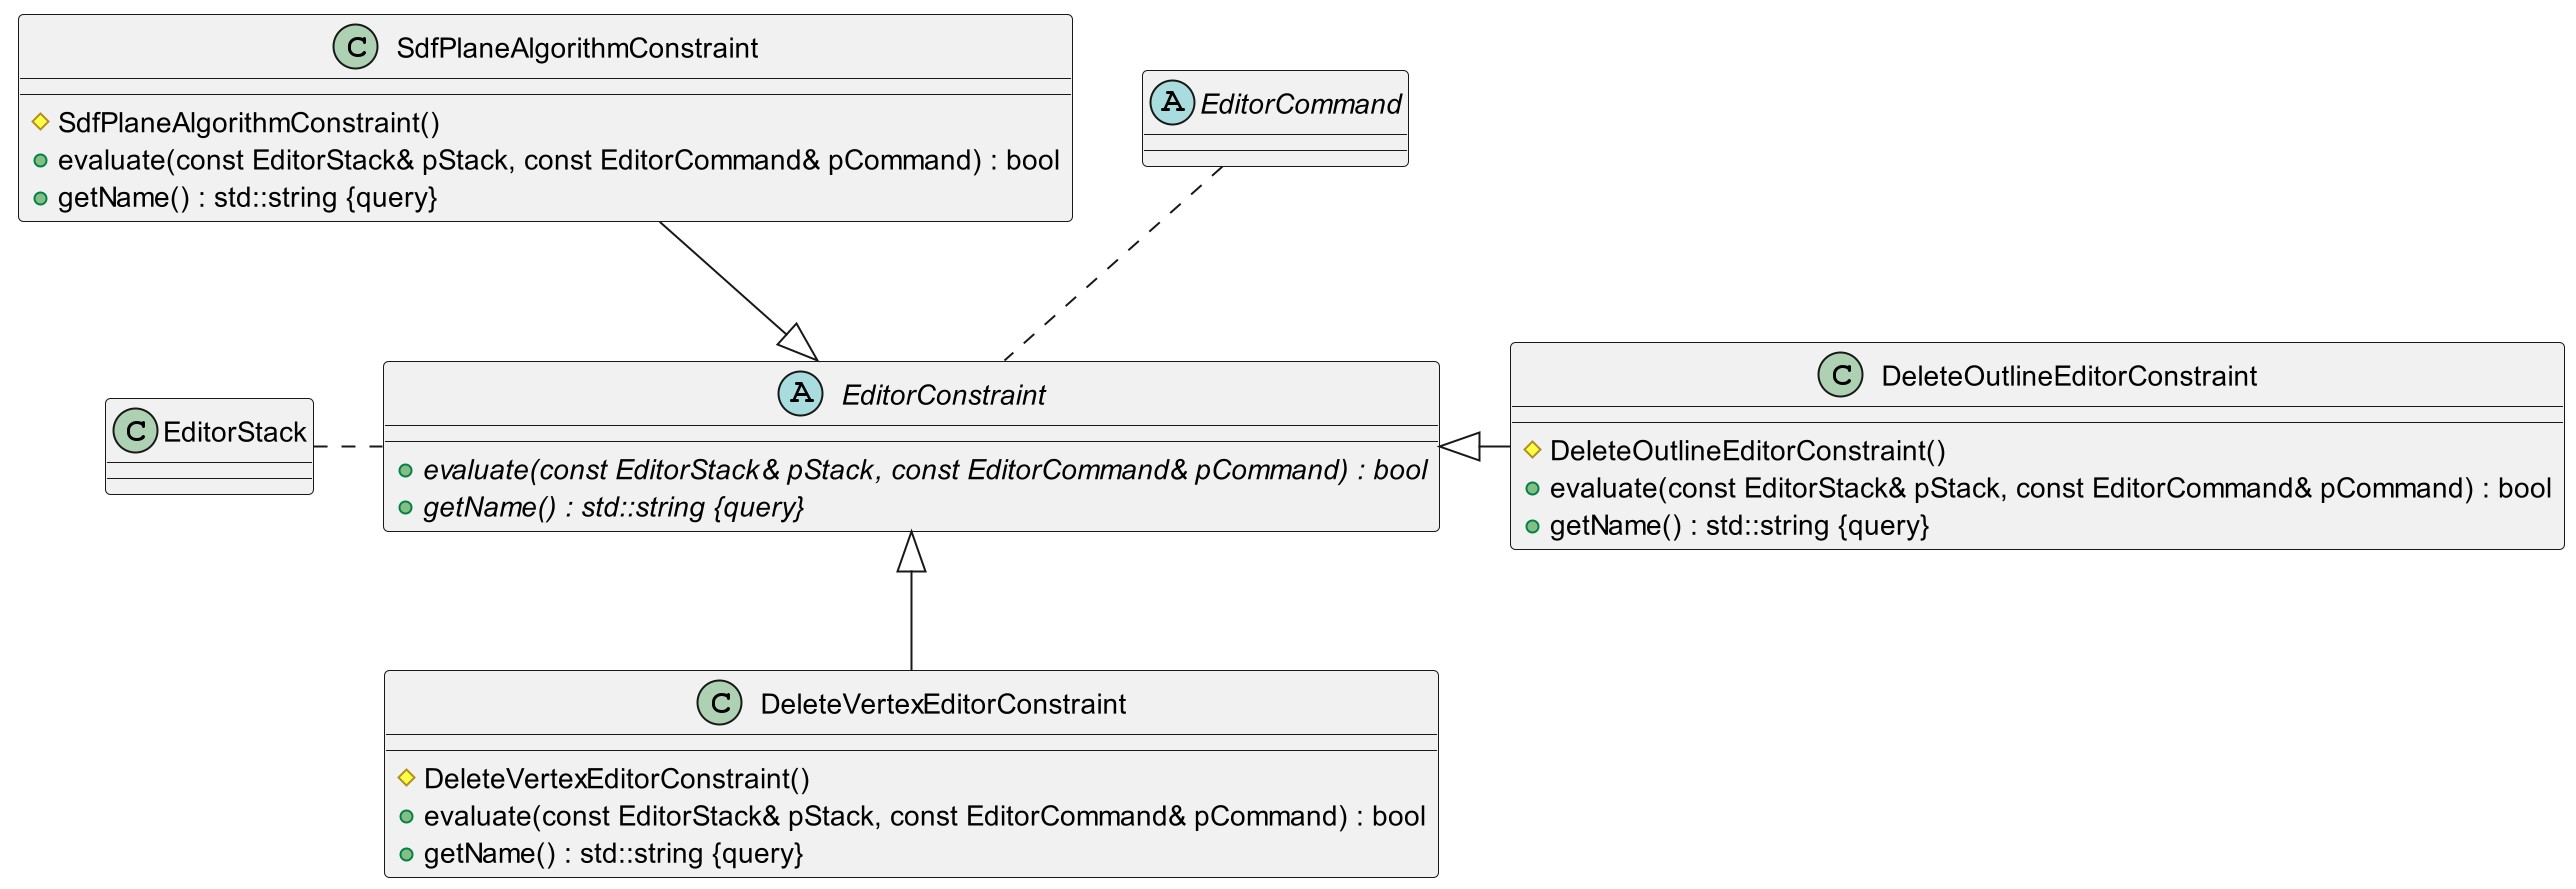 C SdfPlaneAlgorithmConstraint
SdfPlaneAlgorithmConstraint()
evaluate(const EditorStack& pStack, const EditorCommand& pCommand) : bool
getName() : std::string {query}
A EditorCommand
C EditorStack
A EditorConstraint
evaluate(const EditorStack& pStack, const EditorCommand& pCommand) : bool
getName() : std::string {query}
C DeleteOutlineEditorConstraint
DeleteOutlineEditorConstraint()
evaluate(const EditorStack& pStack, const EditorCommand& pCommand) : bool
getName() : std::string {query}
C DeleteVertexEditorConstraint
DeleteVertexEditorConstraint()
evaluate(const EditorStack& pStack, const EditorCommand& pCommand) : bool
getName() : std::string {query}